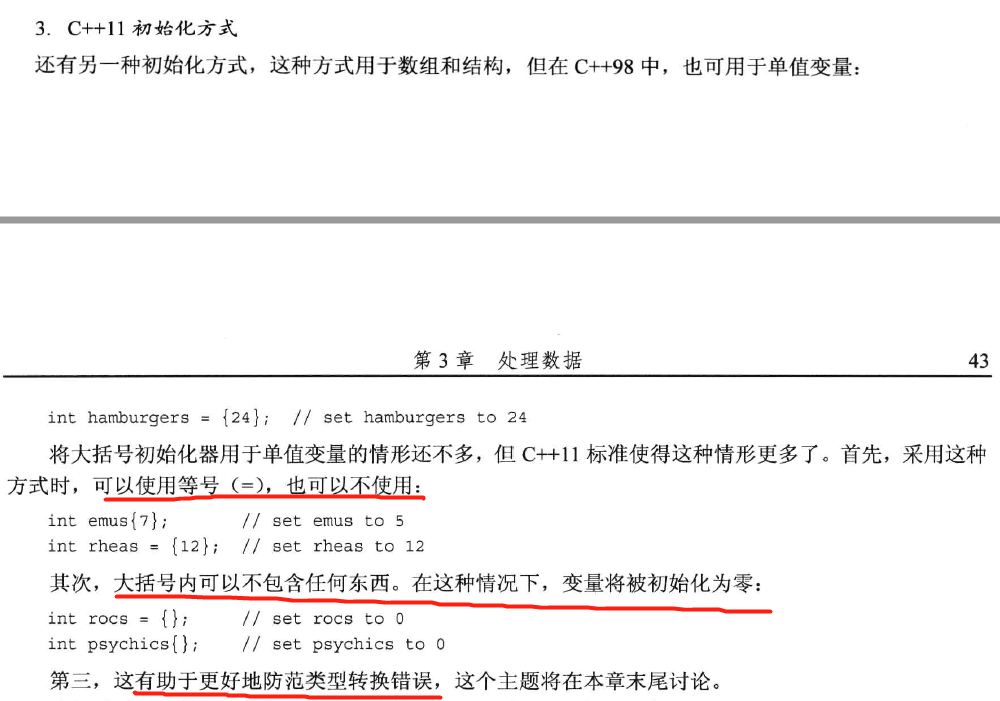 3. C++11 初始化方式
还有另一种初始化方式，这种方式用于数组和结构，但在 C++98 中，也可用于单值变量：
第 3 章 处理数据 43
int hamburgers = {24}; // set hamburgers to 24
将大括号初始化器用于单值变量的情形还不多，但 C++11 标准使得这种情形更多了。首先，采用这种
方式时，可以使用等号（=），也可以不使用：
int emus{7}; // set emus to 5
int rheas = {12}; // set rheas to 12
其次，大括号内可以不包含任何东西。在这种情况下，变量将被初始化为零：
int rocs = {}; // set rocs to 0
int psychics{}; // set psychics to 0
第三，这有助于更好地防范类型转换错误，这个主题将在本章末尾讨论。